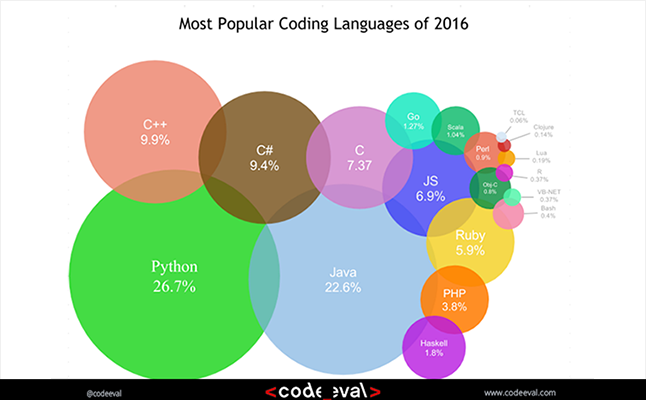 Most Popular Coding Languages of 2016
C++
9.9%
C#
9.4%
C
7.37
Go
1.27%
Scala
1.04%
TCL
0.06%
Clojure
0.14%
Perl
0.9%
Lua
0.19%
R
0.37%
JS
6.9%
Obj-C
0.8%
VB-NET
0.37%
Bash
0.4%
Python
26.7%
Java
22.6%
Ruby
5.9%
PHP
3.8%
Haskell
1.8%
@codeeval
<code_eval>
www.codeeval.com